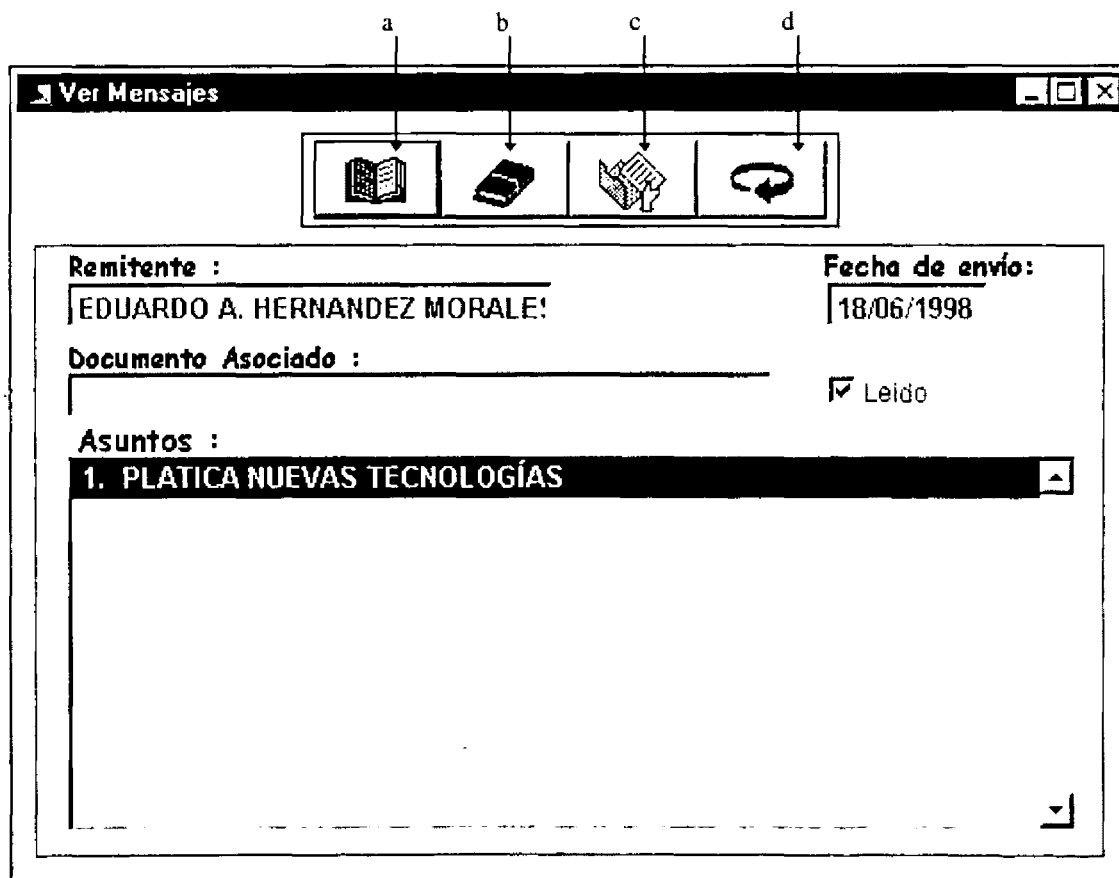 a b c d
Ver Mensajes
Remitente : Fecha de envío:
EDUARDO A. HERNANDEZ MORALES 18/06/1998
Documento Asociado :
Leido
Asuntos :
1. PLATICA NUEVAS TECNOLOGÍAS